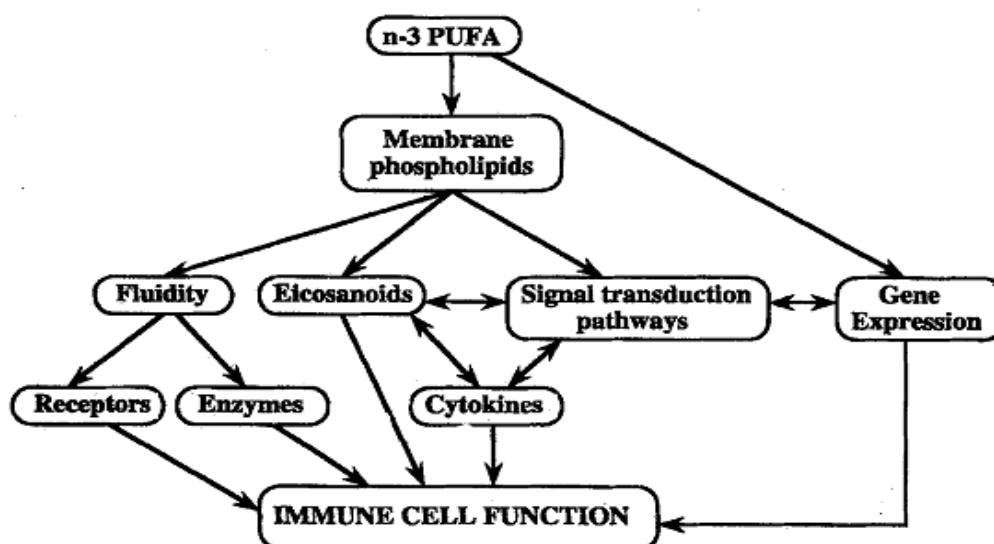 n-3 PUFA
Membrane
phospholipids
Fluidity
Eicosanoids
Signal transduction
pathways
Gene
Expression
Receptors
Enzymes
Cytokines
IMMUNE CELL FUNCTION